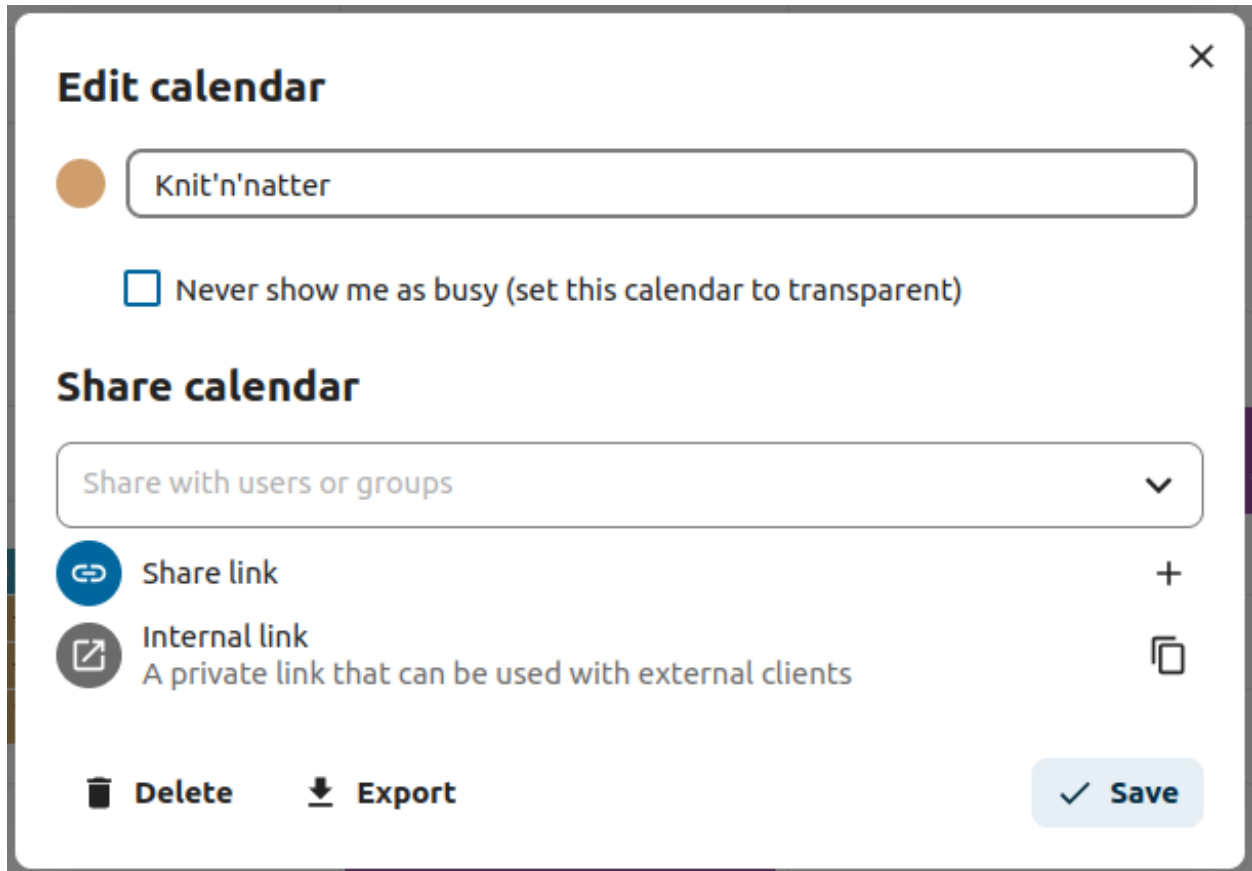 Edit calendar
Knit'n'natter
Never show me as busy (set this calendar to transparent)
Share calendar
Share with users or groups
Share link
Internal link
A private link that can be used with external clients
Delete
Export
Save